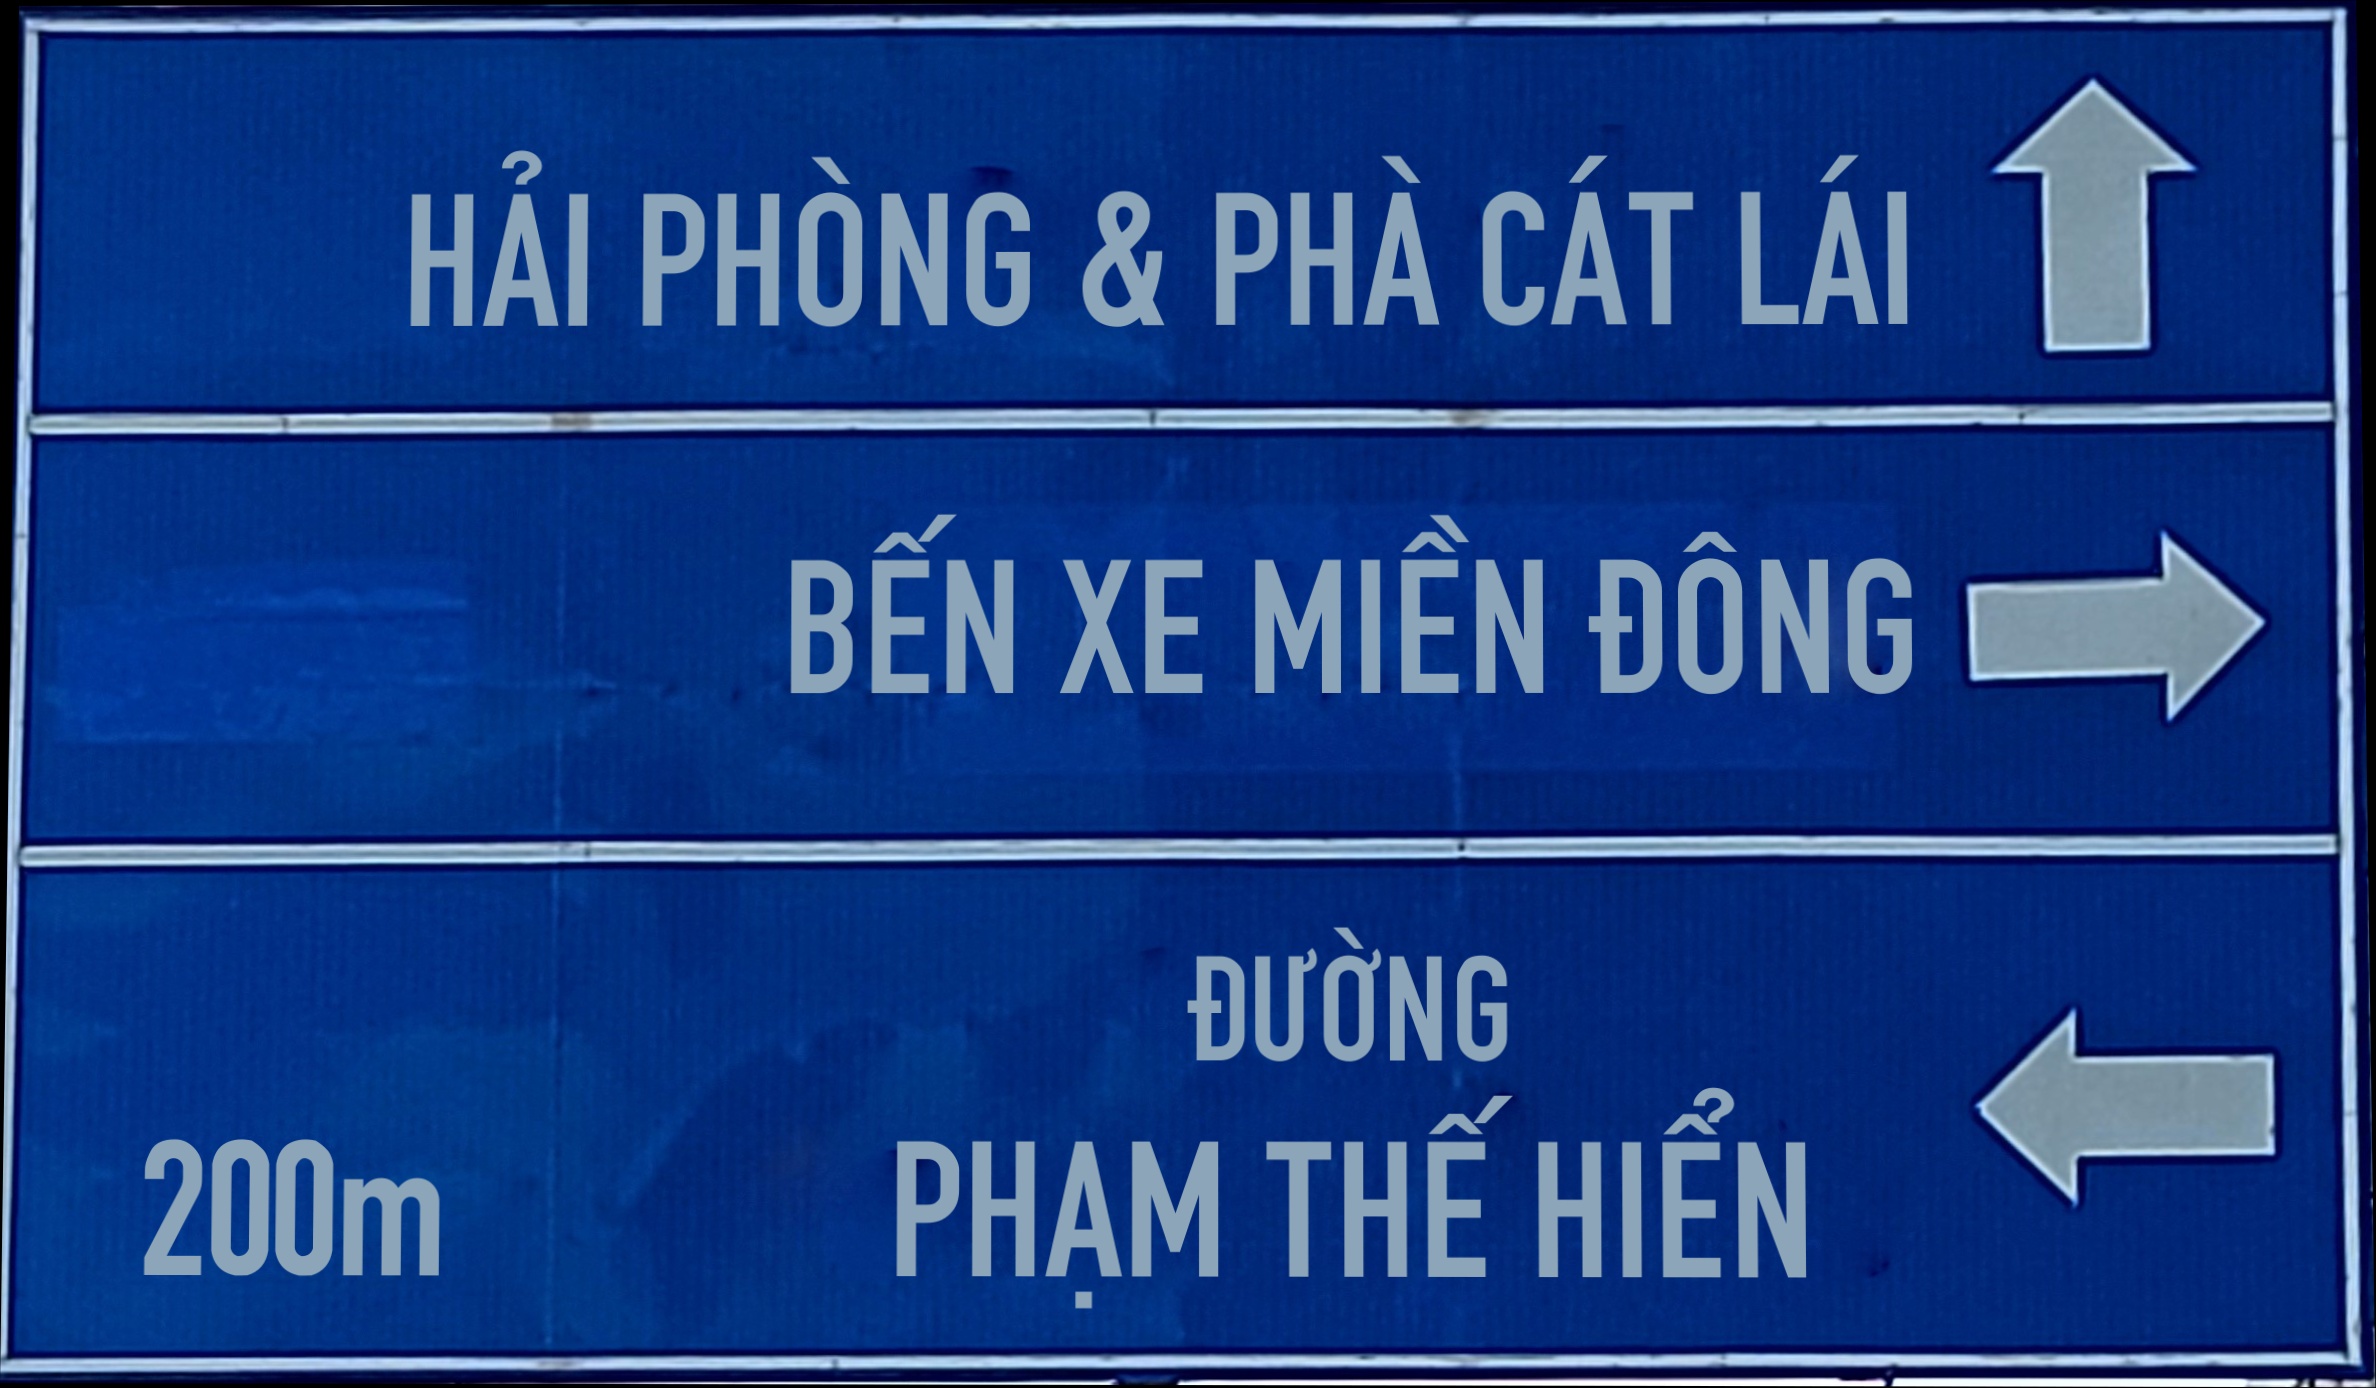 HẢI PHÒNG & PHÀ CÁT LÁI
BẾN XE MIỀN ĐÔNG
ĐƯỜNG
PHẠM THẾ HIỂN
200m